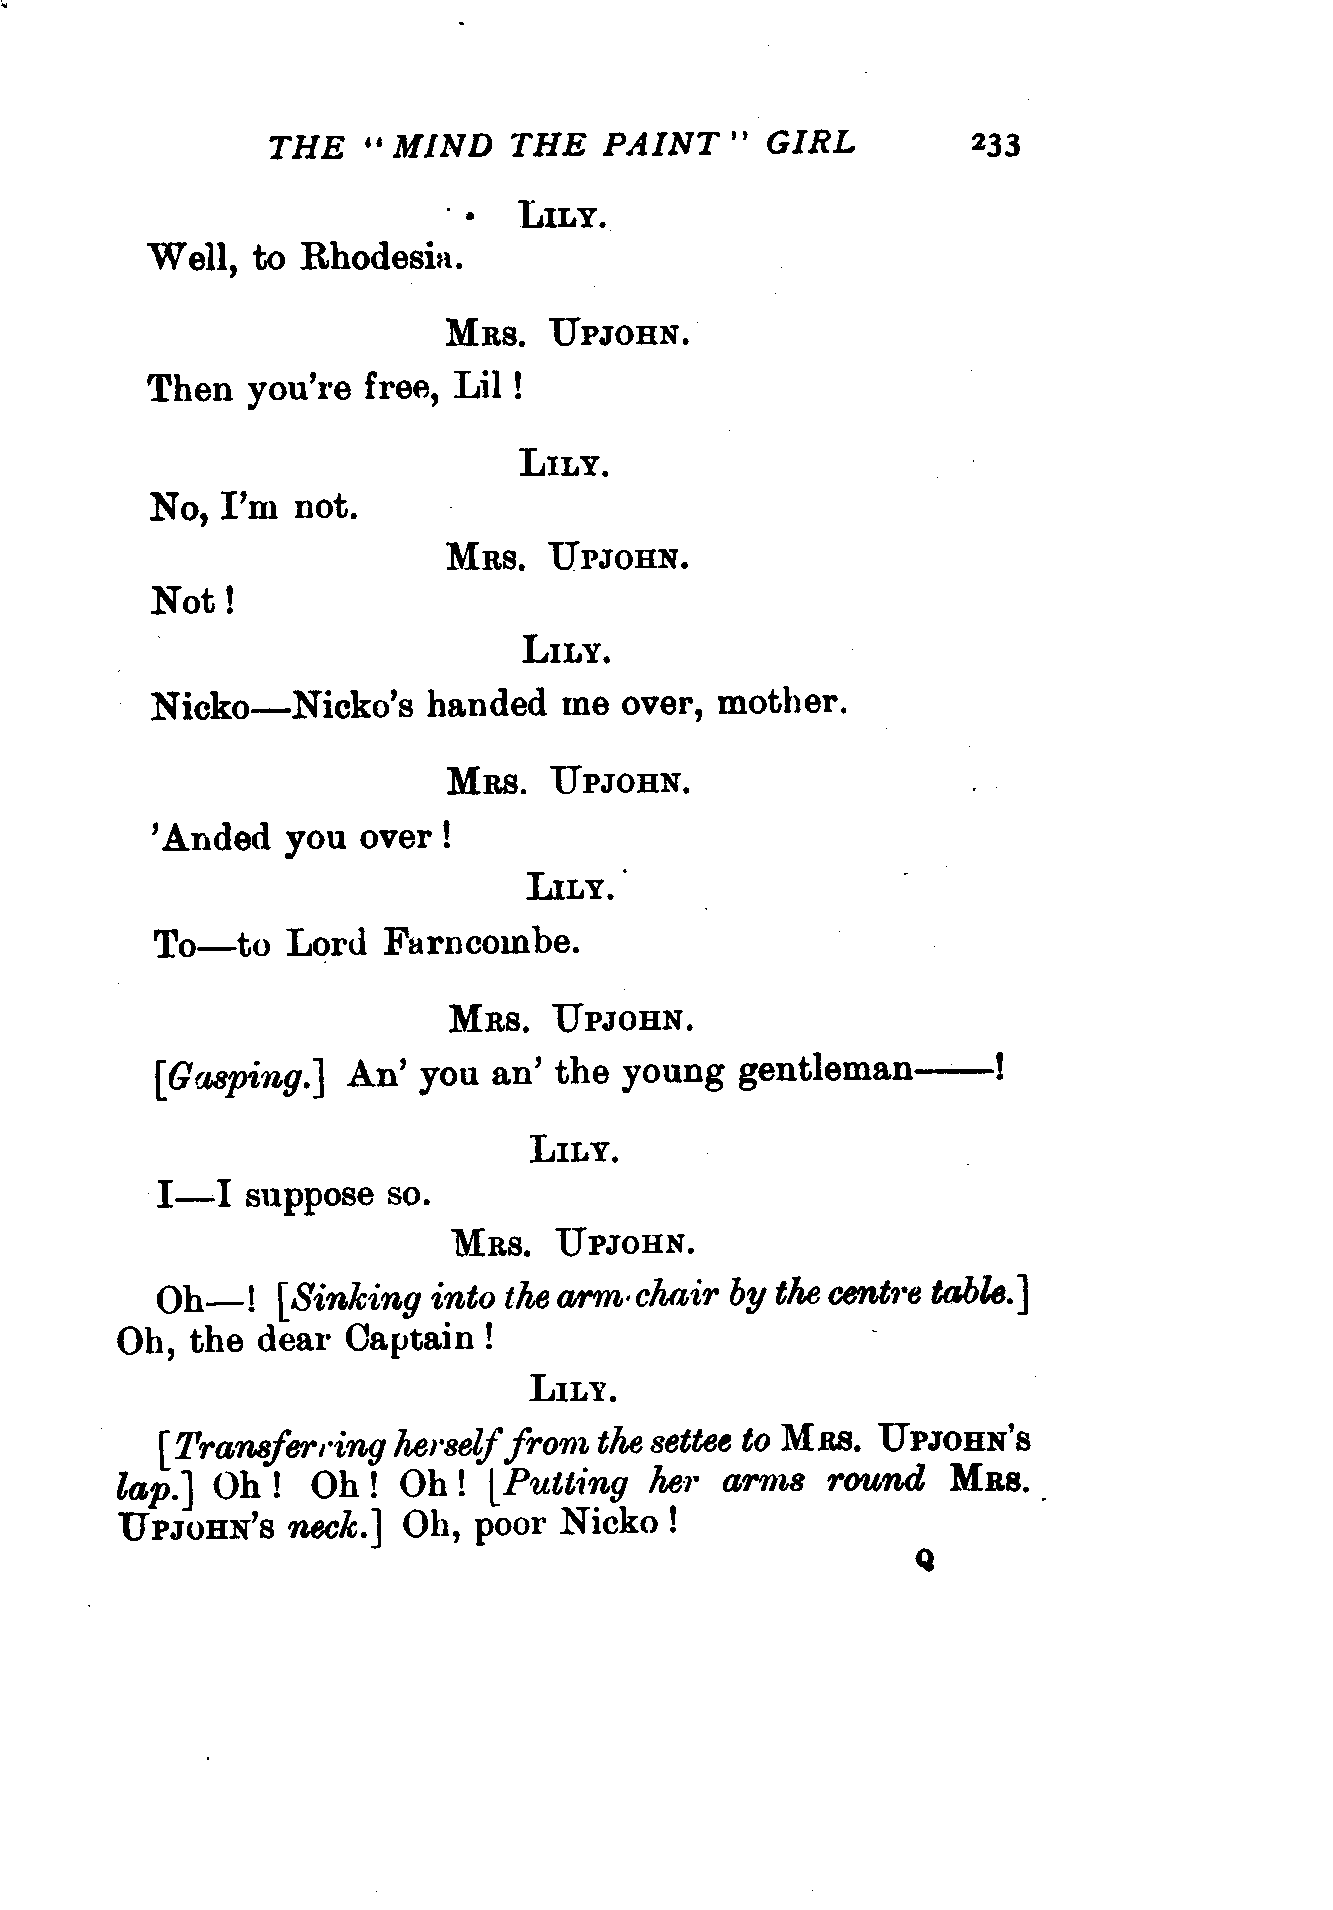 THE "MIND THE PAINT" GIRL 233
LILY.
Well, to Rhodesia.
MRS. UPJOHN.
Then you're free, Lil!
LILY.
No, I'm not.
MRS. UPJOHN.
Not!
LILY.
Nicko—Nicko's handed me over, mother.
MRS. UPJOHN.
'Anded you over!
LILY.
To—to Lord Farncombe.
MRS. UPJOHN.
[Gasping.] An' you an' the young gentleman——!
LILY.
I—I suppose so.
MRS. UPJOHN.
Oh—! [Sinking into the arm-chair by the centre table.]
Oh, the dear Captain!
LILY.
[Transferring herself from the settee to MRS. UPJOHN'S
lap.] Oh! Oh! Oh! [Putting her arms round MRS.
UPJOHN'S neck.] Oh, poor Nicko!
Q